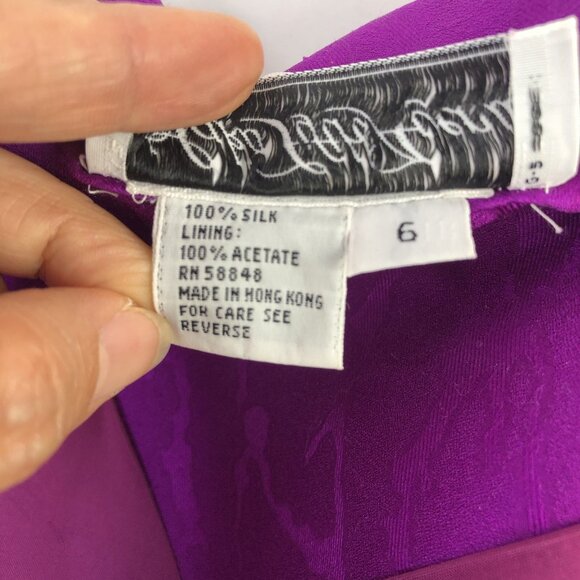 100% SILK
LINING:
100% ACETATE
RN 58848
MADE IN HONG KONG
FOR CARE SEE
REVERSE
6